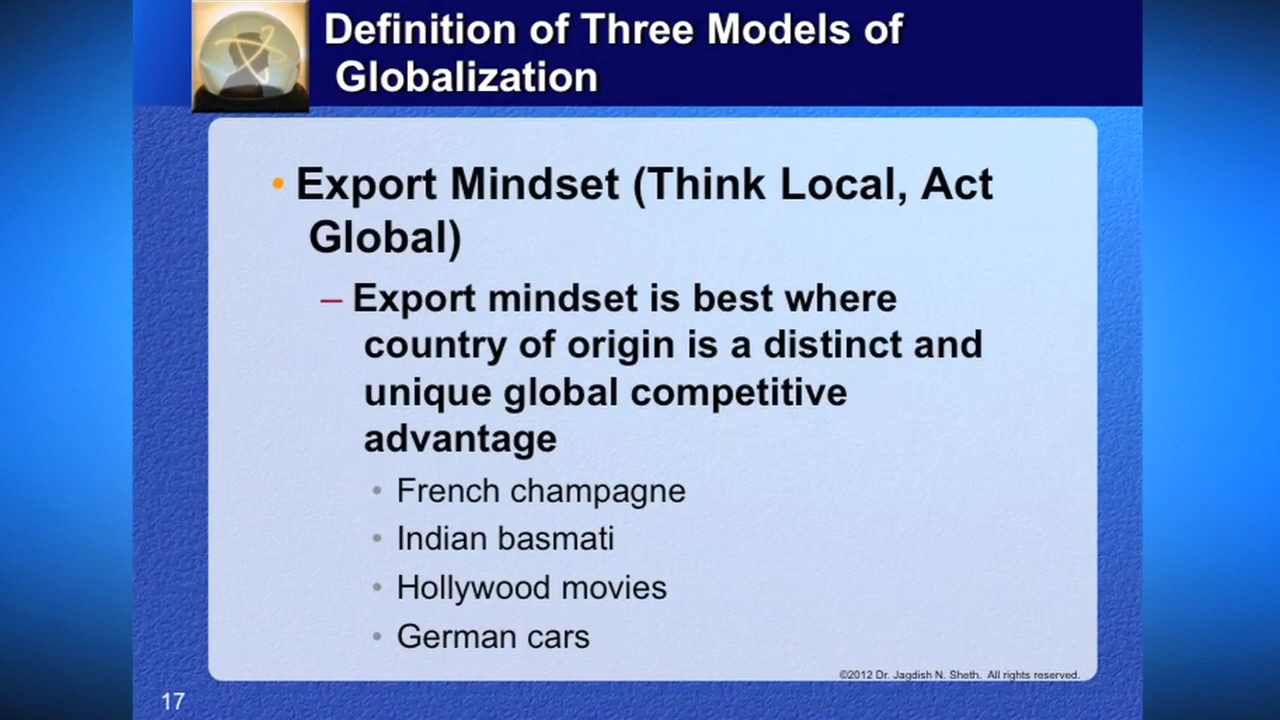 Definition of Three Models of
Globalization
• Export Mindset (Think Local, Act
Global)
– Export mindset is best where
country of origin is a distinct and
unique global competitive
advantage
• French champagne
• Indian basmati
• Hollywood movies
• German cars
©2012 Dr. Jagdish N. Sheth. All rights reserved.
17